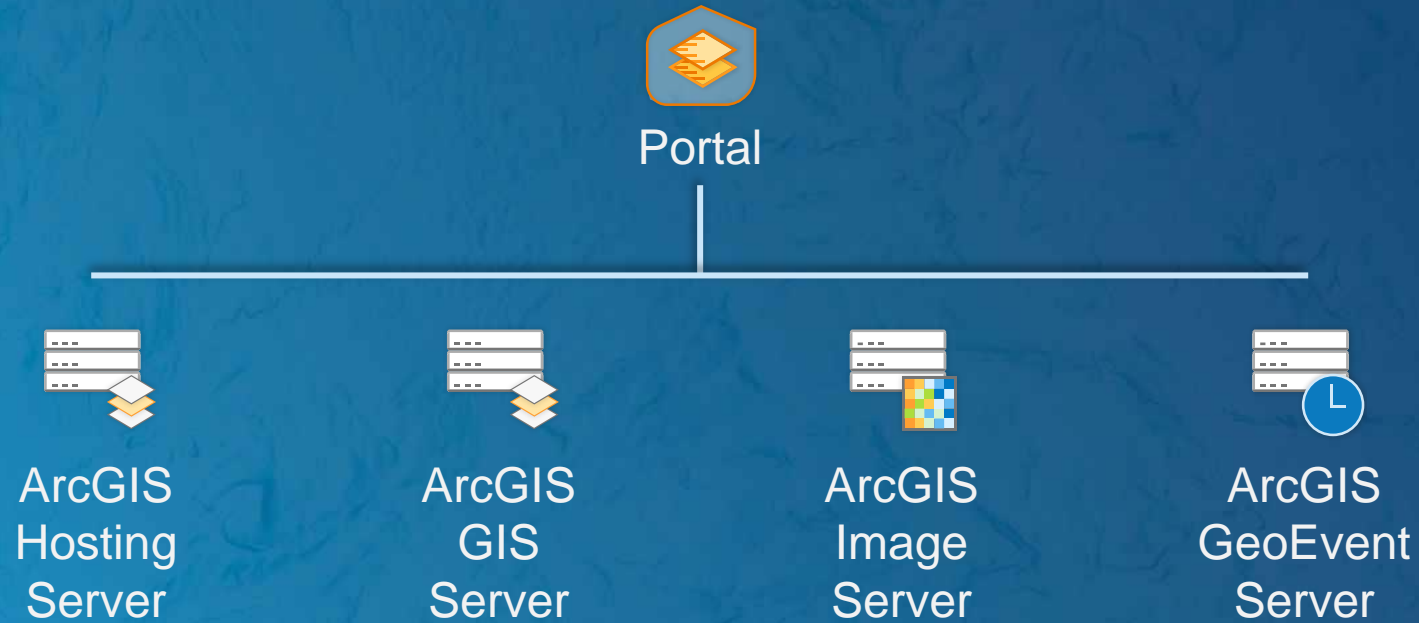 Portal
ArcGIS
Hosting
Server
ArcGIS
GIS
Server
ArcGIS
Image
Server
ArcGIS
GeoEvent
Server